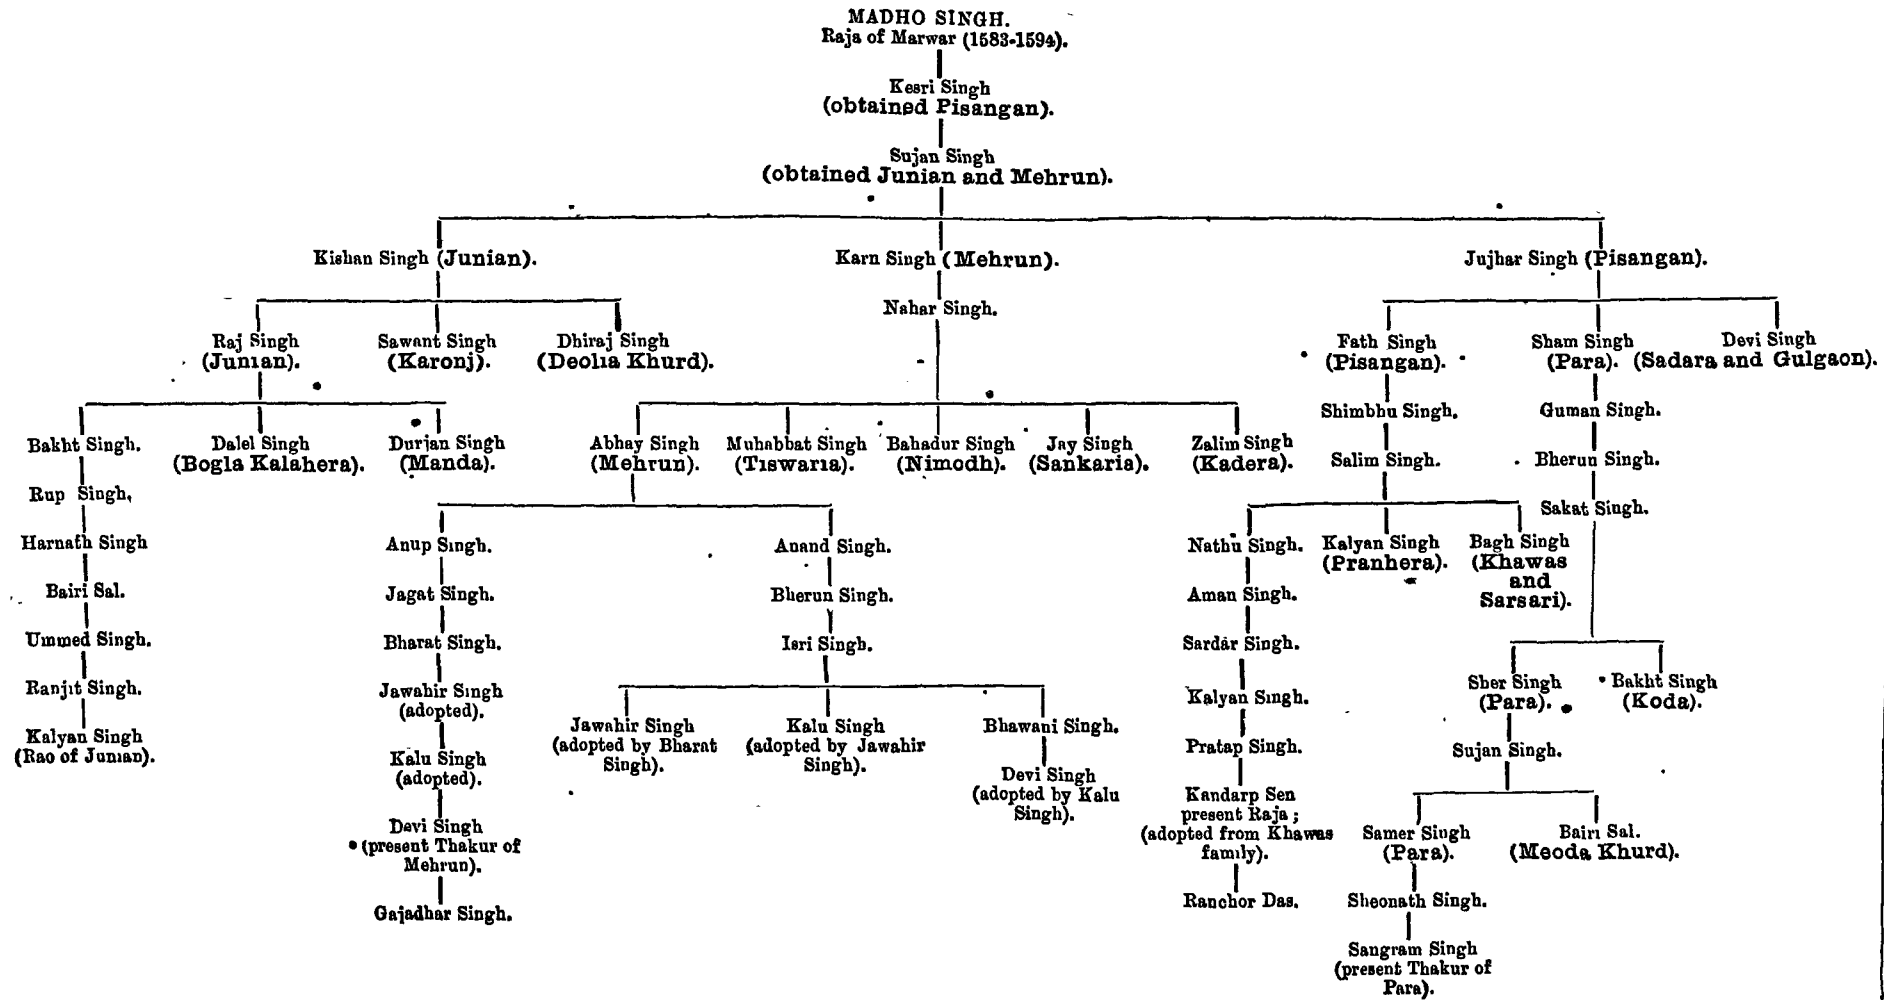 MADHO SINGH.
Raja of Marwar (1583-1594).
Kesri Singh
(obtained Pisangan).
Sujan Singh
(obtained Junian and Mehrun).
Kishan Singh (Junian).
Karn Singh (Mehrun).
Jujhar Singh (Pisangan).
Nahar Singh.
Raj Singh
(Junian).
Sawant Singh
(Karonj).
Dhiraj Singh
(Deolia Khurd).
Fath Singh
(Pisangan).
Sham Singh
(Para).
Devi Singh
(Sadara and Gulgaon).
Shimbhu Singh.
Guman Singh.
Bakht Singh.
Dalel Singh
(Bogla Kalahera).
Durjan Singh
(Manda).
Abhay Singh
(Mehrun).
Muhabbat Singh
(Tiswaria).
Bahadur Singh
(Nimodh).
Jay Singh
(Sankaria).
Zalim Singh
(Kadera).
Salim Singh.
Bherun Singh.
Rup Singh,
Sakat Singh.
Harnath Singh
Anup Singh.
Anand Singh.
Nathu Singh.
Kalyan Singh
(Pranhera).
Bagh Singh
(Khawas
and
Sarsari).
Bairi Sal.
Jagat Singh.
Bherun Singh.
Aman Singh.
Ummed Singh.
Bharat Singh.
Isri Singh.
Sardár Singh.
Ranjit Singh.
Jawahir Singh
(adopted).
Kalyan Singh.
Sher Singh
(Para).
Bakht Singh
(Koda).
Kalyan Singh
(Rao of Junian).
Jawahir Singh
(adopted by Bharat
Singh).
Kalu Singh
(adopted by Jawahir
Singh).
Bhawani Singh.
Pratap Singh.
Sujan Singh.
Kalu Singh
(adopted).
Devi Singh
(adopted by Kalu
Singh).
Kandarp Sen
present Raja;
(adopted from Khawas
family).
Devi Singh
(present Thakur of
Mehrun).
Samer Singh
(Para).
Bairi Sal.
(Meoda Khurd).
Gajadhar Singh.
Ranchor Das.
Sheonath Singh.
Sangram Singh
(present Thakur of
Para).